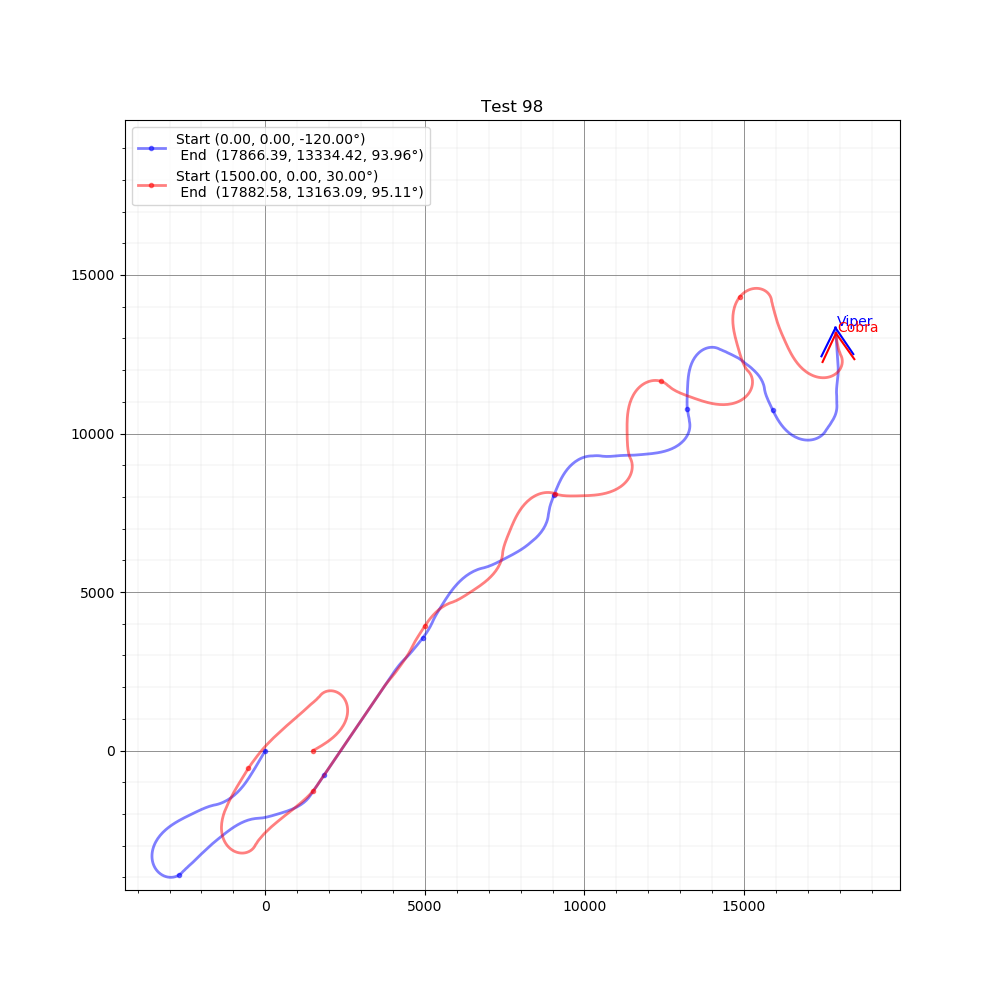 Test 98
Start (0.00, 0.00, -120.00°)
End (17866.39, 13334.42, 93.96°)
Start (1500.00, 0.00, 30.00°)
End (17882.58, 13163.09, 95.11°)
15000
Viper
Cobra
10000
5000
0
0 5000 10000 15000